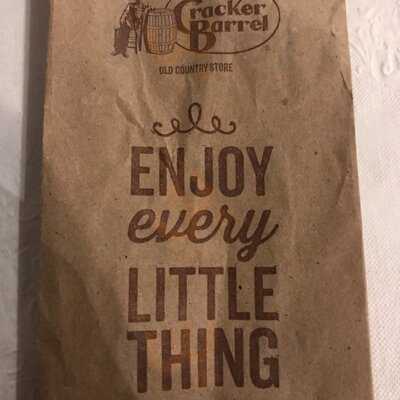 Cracker
Barrel
OLD COUNTRY STORE
ENJOY
every
LITTLE
THING